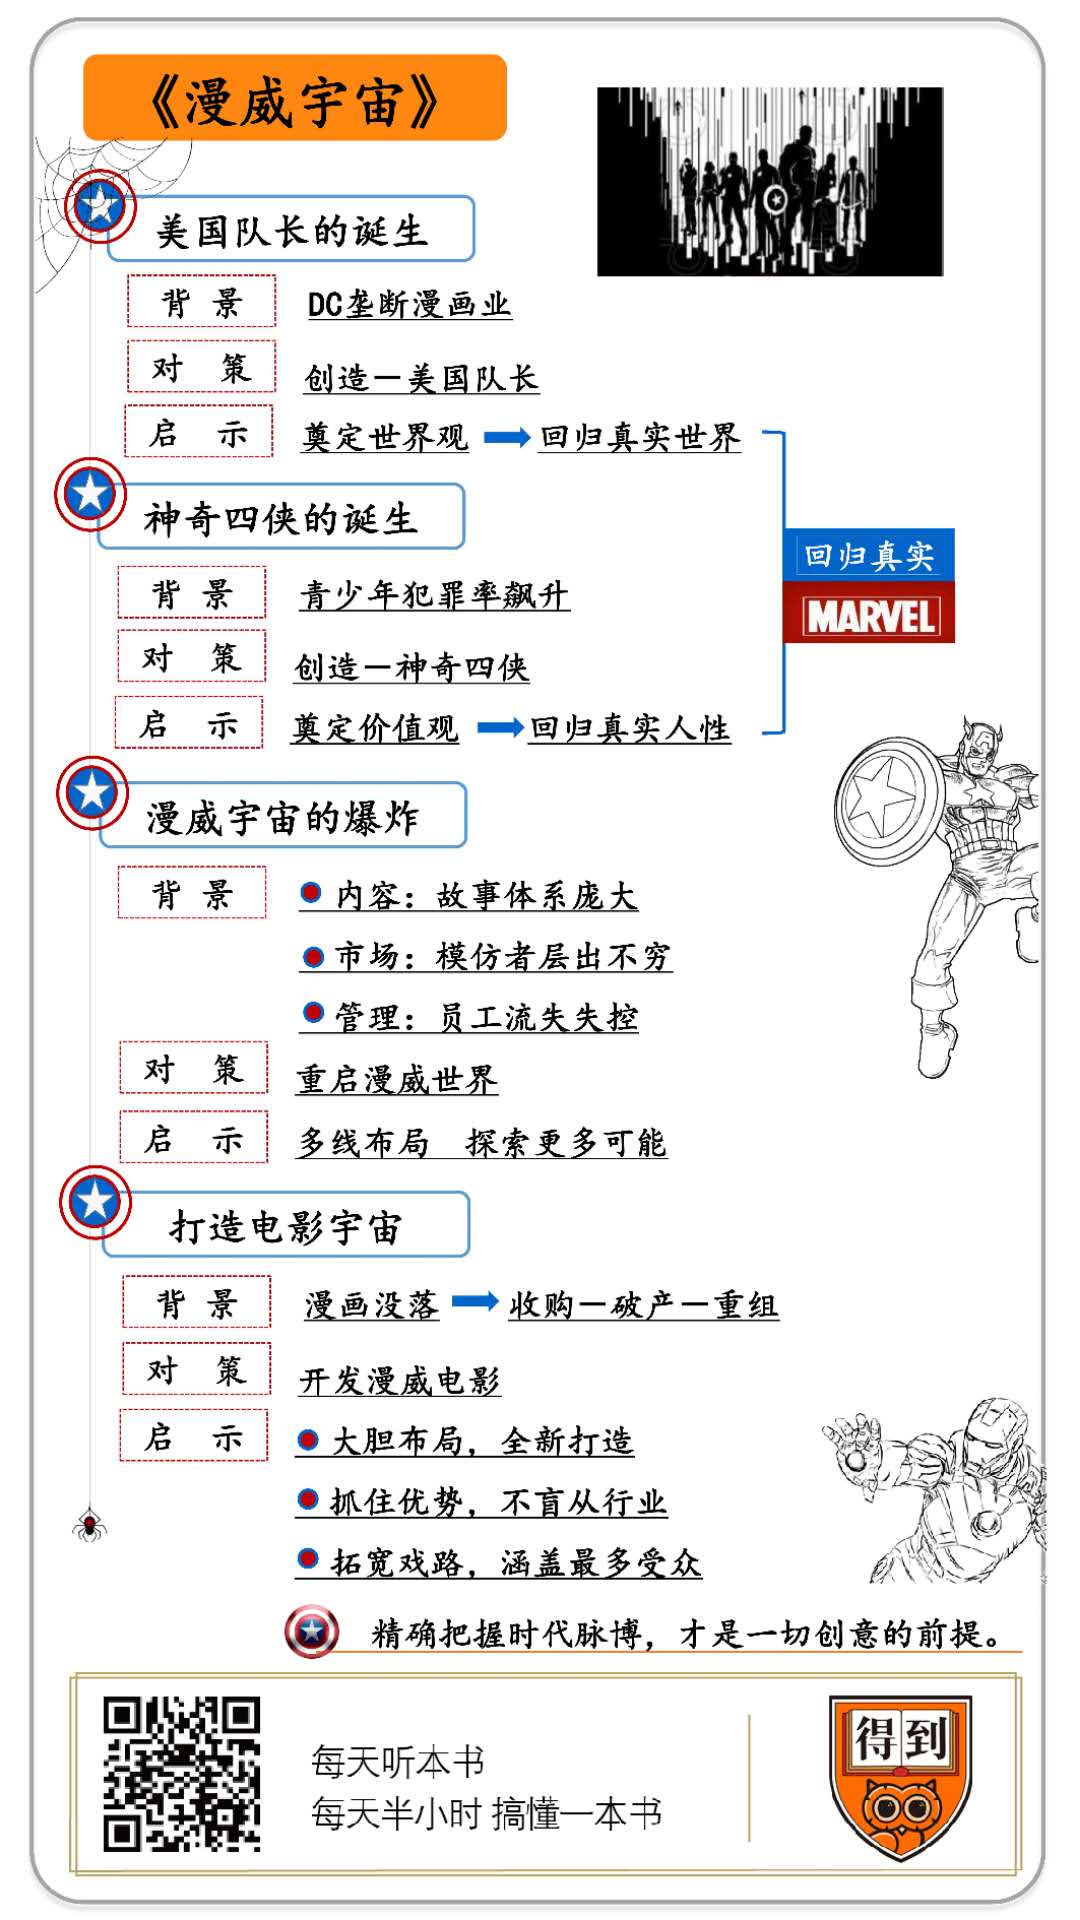 《漫威宇宙》
美国队长的诞生
背 景 DC垄断漫画业
对 策 创造－美国队长
启 示 奠定世界观 回归真实世界
神奇四侠的诞生
回归真实
背 景 青少年犯罪率飙升
MARVEL
对 策 创造－神奇四侠
启 示 奠定价值观 回归真实人性
漫威宇宙的爆炸
背 景 内容：故事体系庞大
市场：模仿者层出不穷
管理：员工流失失控
对 策 重启漫威世界
启 示 多线布局 探索更多可能
打造电影宇宙
背 景 漫画没落 收购－破产－重组
对 策 开发漫威电影
启 示 大胆布局，全新打造
抓住优势，不盲从行业
拓宽戏路，涵盖最多受众
精确把握时代脉博，才是一切创意的前提。
得到
每天听本书
每天半小时 搞懂一本书